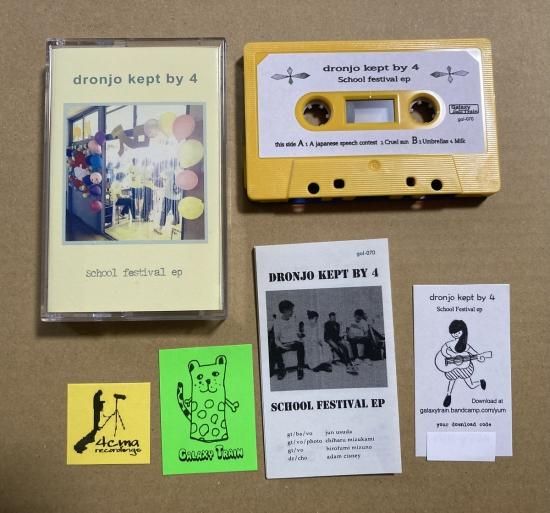 dronjo kept by 4
school festival ep
dronjo kept by 4
School festival ep
Galaxy
Train
gol-070
this side A 1 A japanese speech contest 2 Cruel sun B 3 Umbrellas 4 Milk
gol-070
DRONJO KEPT BY 4
SCHOOL FESTIVAL EP
gt/ba/vo jun usuda
gt/vo/photo chiharu mizukami
gt/vo hirofumi mizuno
dr/cho adam cisney
dronjo kept by 4
School Festival ep
Download at
galaxytrain.bandcamp.com/yum
your download code
4cma
recordings
GALAXY TRAIN